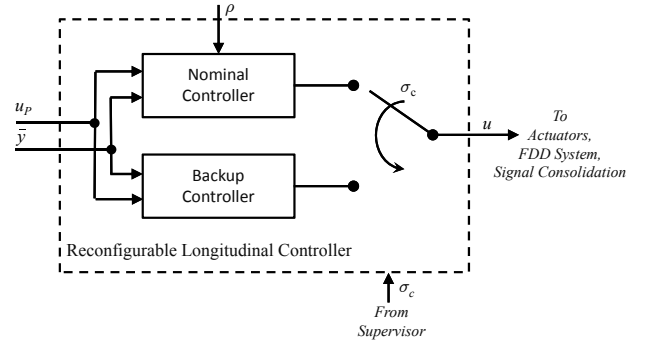 ρ
Nominal
Controller
u_P
ȳ
σ_c
u
To
Actuators,
FDD System,
Signal Consolidation
Backup
Controller
Reconfigurable Longitudinal Controller
σ_c
From
Supervisor